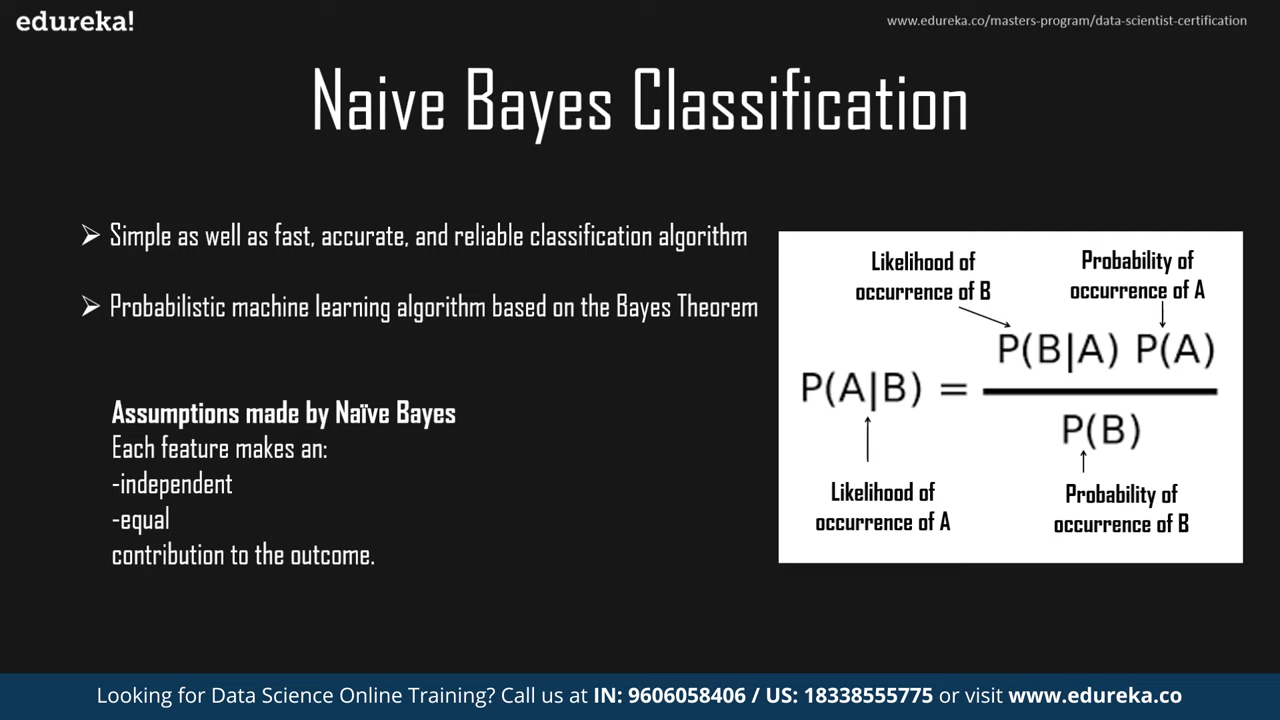 edureka!
www.edureka.co/masters-program/data-scientist-certification
Naive Bayes Classification
➢ Simple as well as fast, accurate, and reliable classification algorithm
➢ Probabilistic machine learning algorithm based on the Bayes Theorem
Assumptions made by Naïve Bayes
Each feature makes an:
-independent
-equal
contribution to the outcome.
Likelihood of
occurrence of B
Probability of
occurrence of A
P(B|A) P(A)
P(A|B) =
P(B)
Likelihood of
occurrence of A
Probability of
occurrence of B
Looking for Data Science Online Training? Call us at IN: 9606058406 / US: 18338555775 or visit www.edureka.co